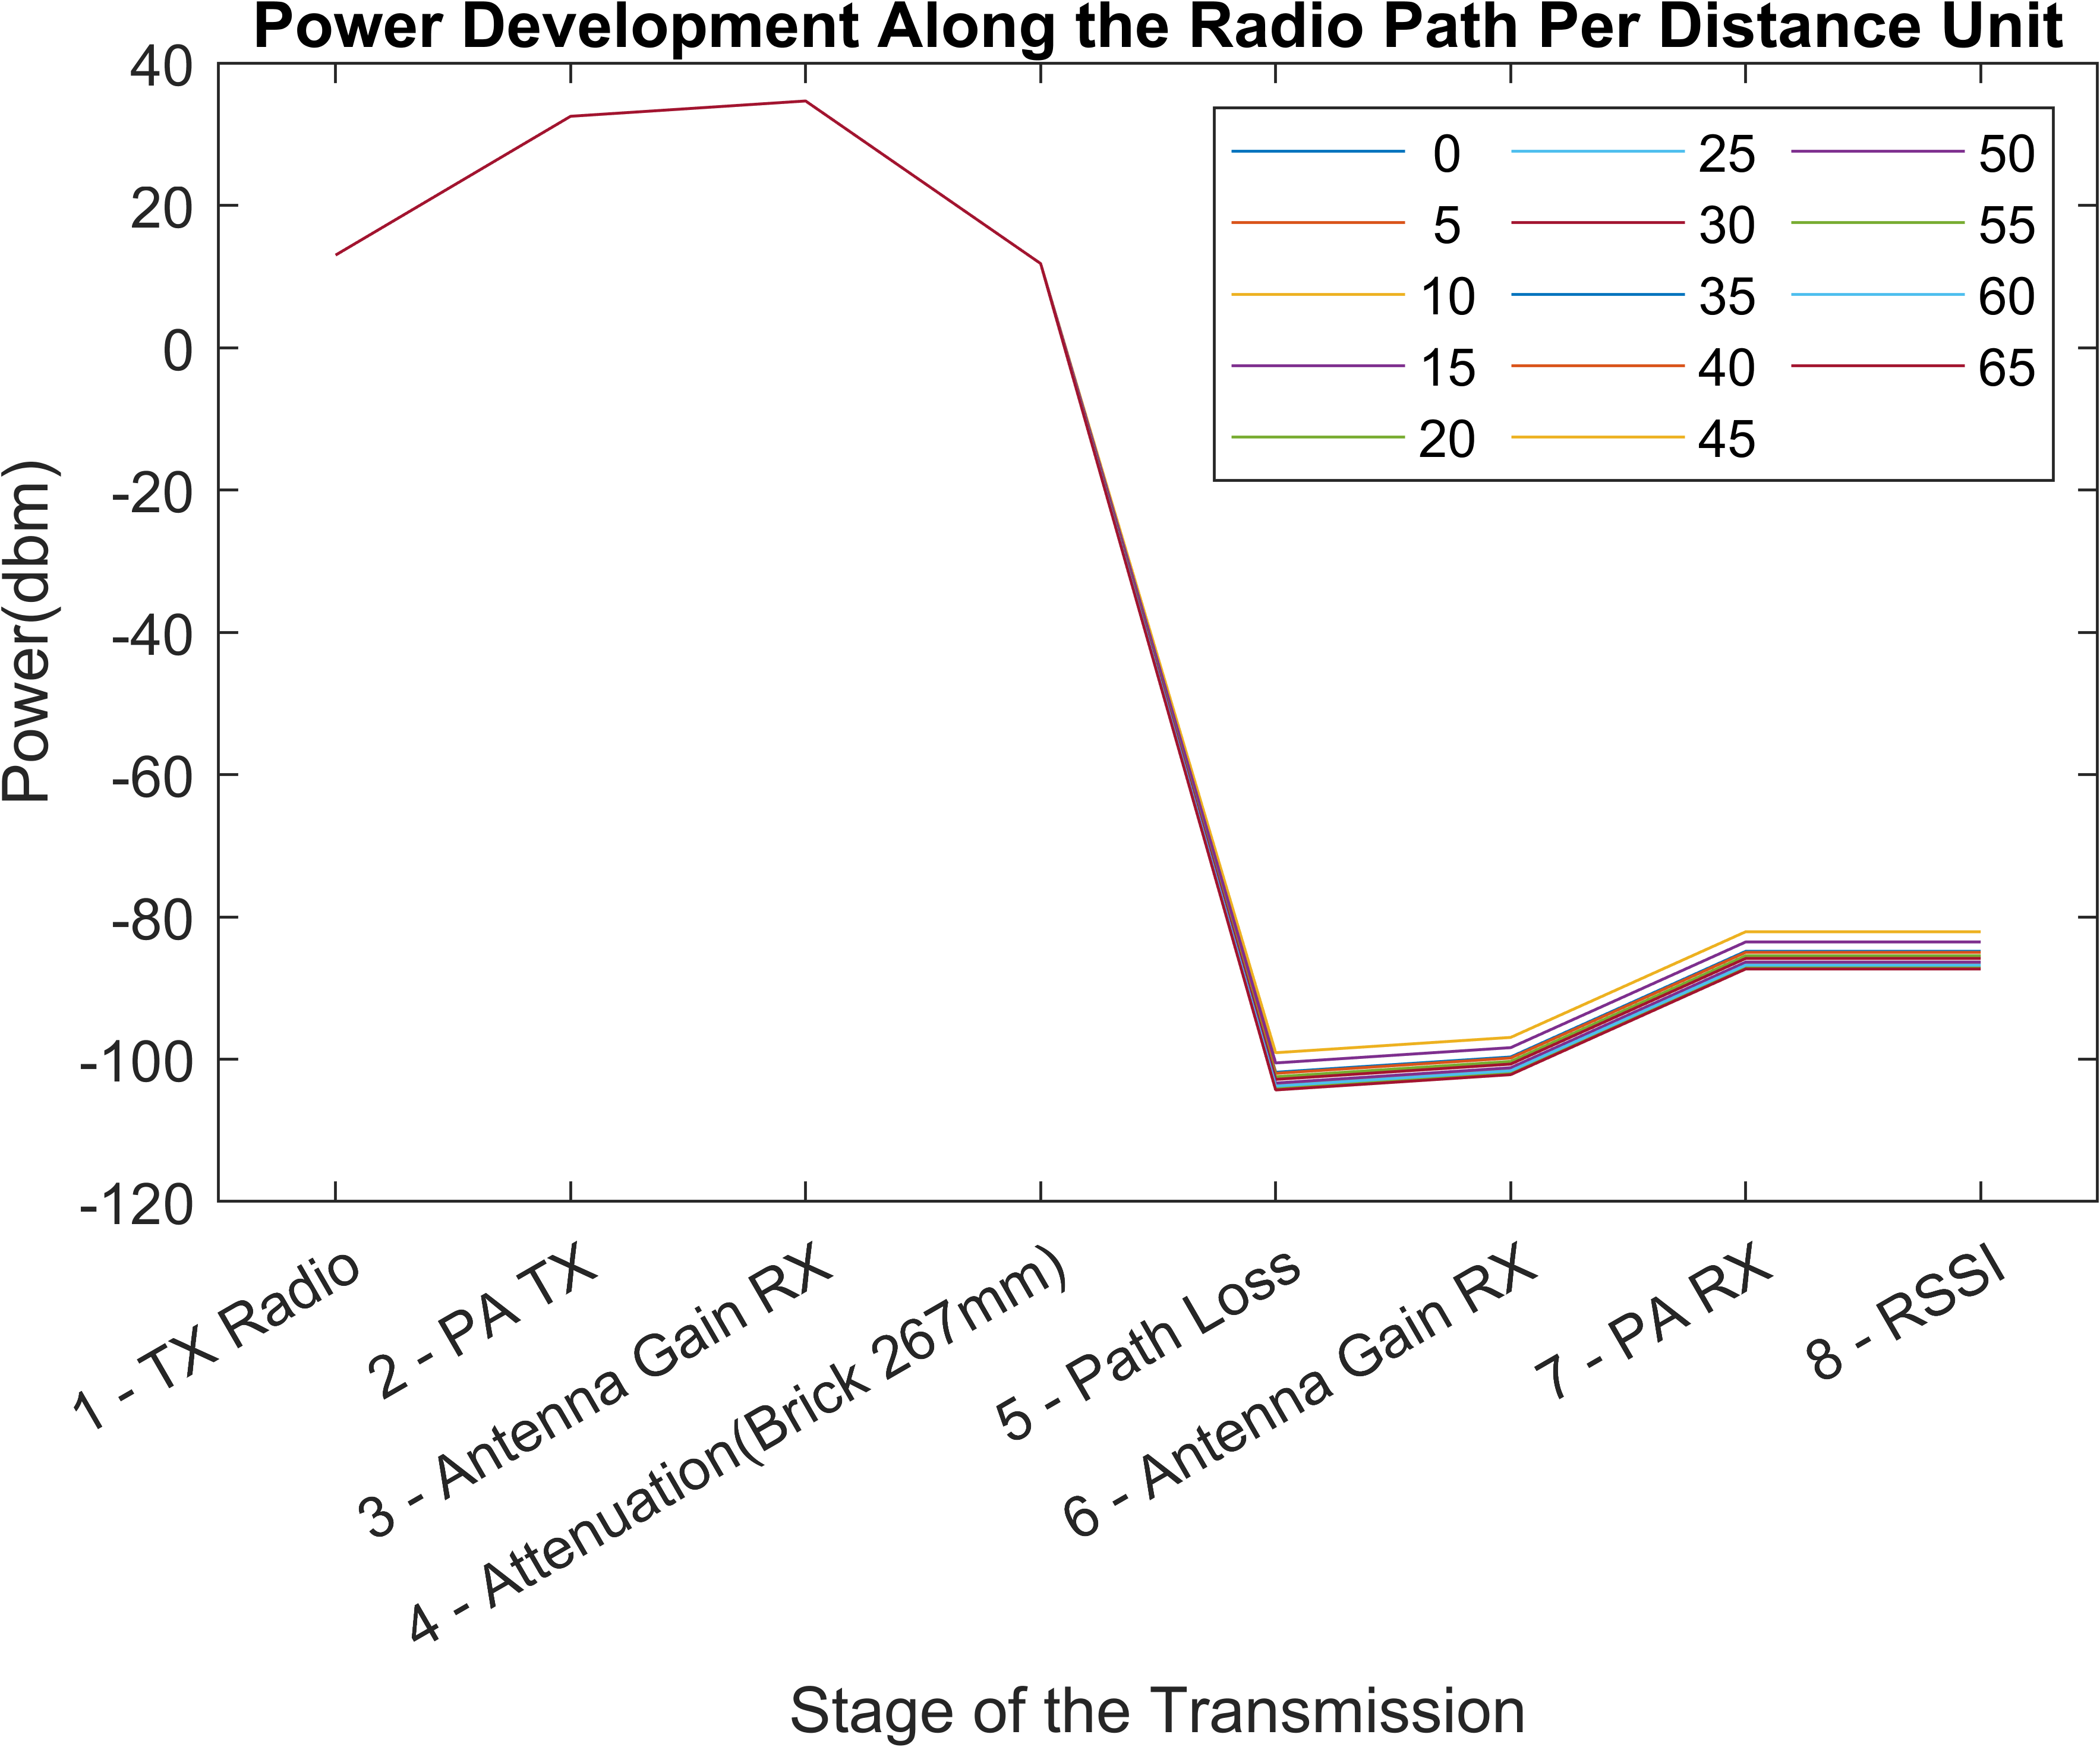 Power Development Along the Radio Path Per Distance Unit
40
20
0
-20
-40
-60
-80
-100
-120
Power(dbm)
0 25 50
5 30 55
10 35 60
15 40 65
20 45
1 - TX Radio
2 - PA TX
3 - Antenna Gain RX
4 - Attenuation(Brick 267mm)
5 - Path Loss
6 - Antenna Gain RX
7 - PA RX
8 - RSSI
Stage of the Transmission